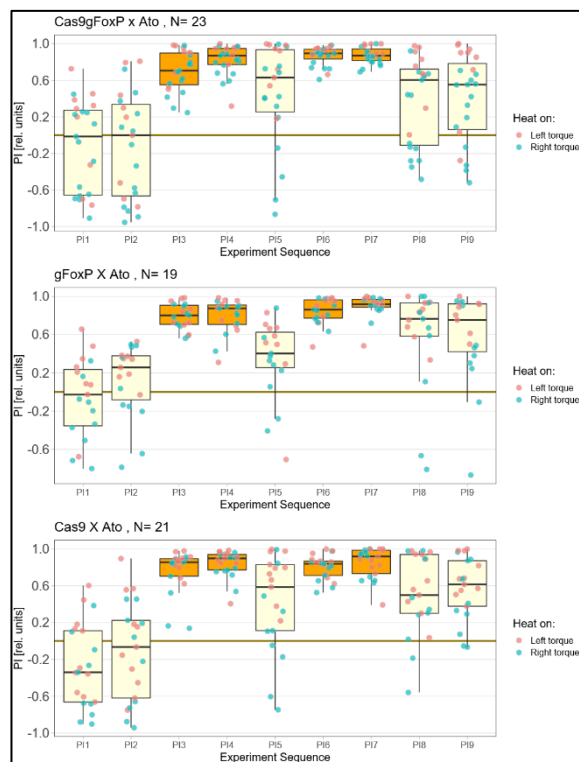 Cas9gFoxP x Ato , N= 23
PI [rel. units]
1.0
0.6
0.2
-0.2
-0.6
-1.0
PI1 PI2 PI3 PI4 PI5 PI6 PI7 PI8 PI9
Experiment Sequence
Heat on:
Left torque
Right torque
gFoxP X Ato , N= 19
PI [rel. units]
1.0
0.6
0.2
-0.2
-0.6
PI1 PI2 PI3 PI4 PI5 PI6 PI7 PI8 PI9
Experiment Sequence
Heat on:
Left torque
Right torque
Cas9 X Ato , N= 21
PI [rel. units]
1.0
0.6
0.2
-0.2
-0.6
-1.0
PI1 PI2 PI3 PI4 PI5 PI6 PI7 PI8 PI9
Experiment Sequence
Heat on:
Left torque
Right torque